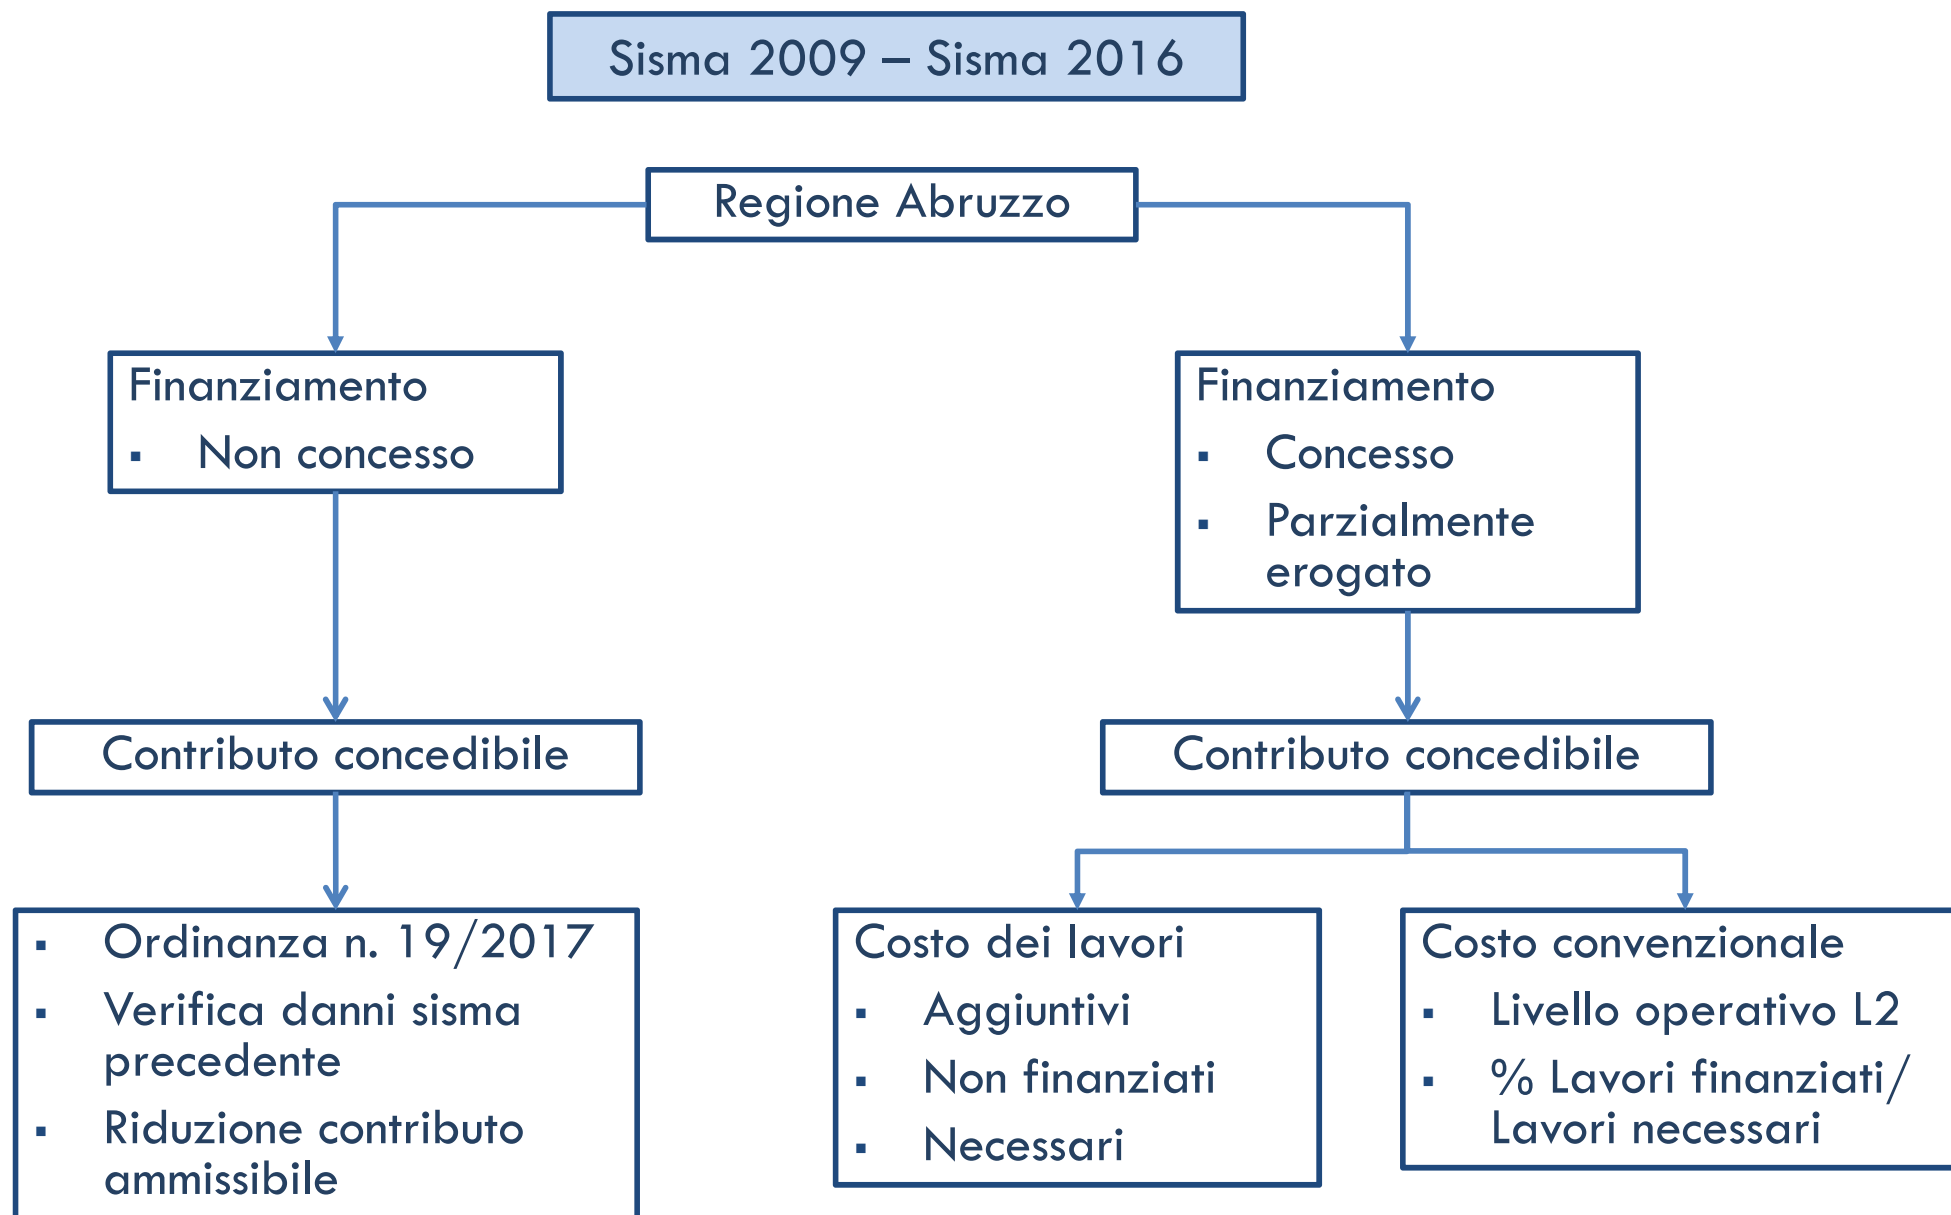 Sisma 2009 – Sisma 2016
Regione Abruzzo
Finanziamento
▪ Non concesso
Finanziamento
▪ Concesso
▪ Parzialmente
erogato
Contributo concedibile
Contributo concedibile
▪ Ordinanza n. 19/2017
▪ Verifica danni sisma
precedente
▪ Riduzione contributo
ammissibile
Costo dei lavori
▪ Aggiuntivi
▪ Non finanziati
▪ Necessari
Costo convenzionale
▪ Livello operativo L2
▪ % Lavori finanziati/
Lavori necessari